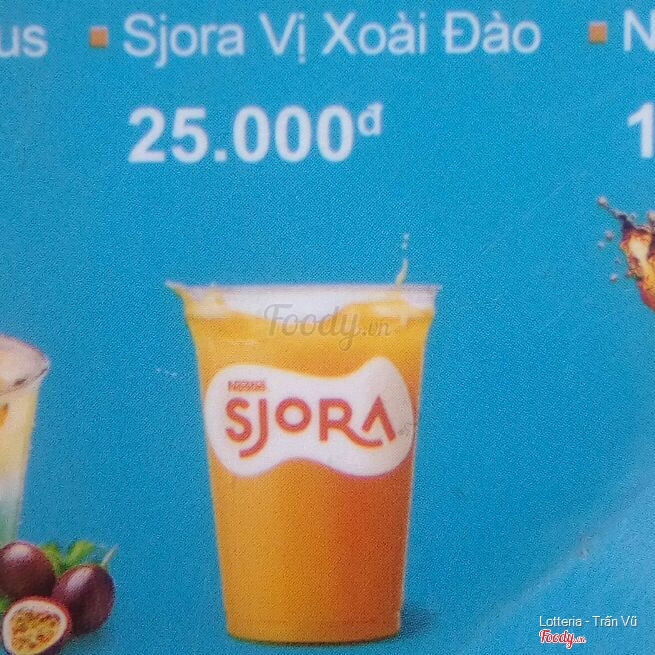 us ▪ Sjora Vị Xoài Đào ▪ N
25.000đ 1
Foody.vn
Nestlé
SJORA
Lotteria - Trần Vũ
Foody.vn